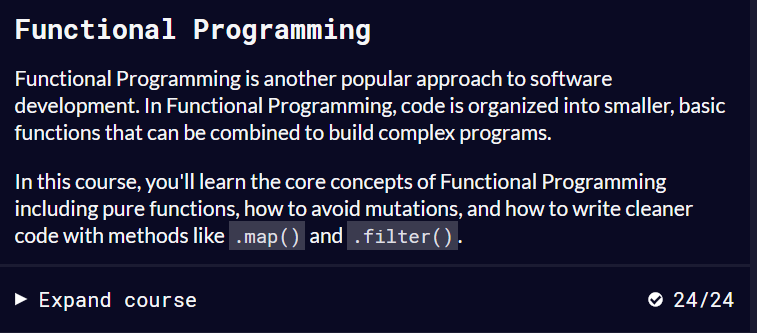 Functional Programming
Functional Programming is another popular approach to software
development. In Functional Programming, code is organized into smaller, basic
functions that can be combined to build complex programs.
In this course, you'll learn the core concepts of Functional Programming
including pure functions, how to avoid mutations, and how to write cleaner
code with methods like .map() and .filter().
Expand course 24/24